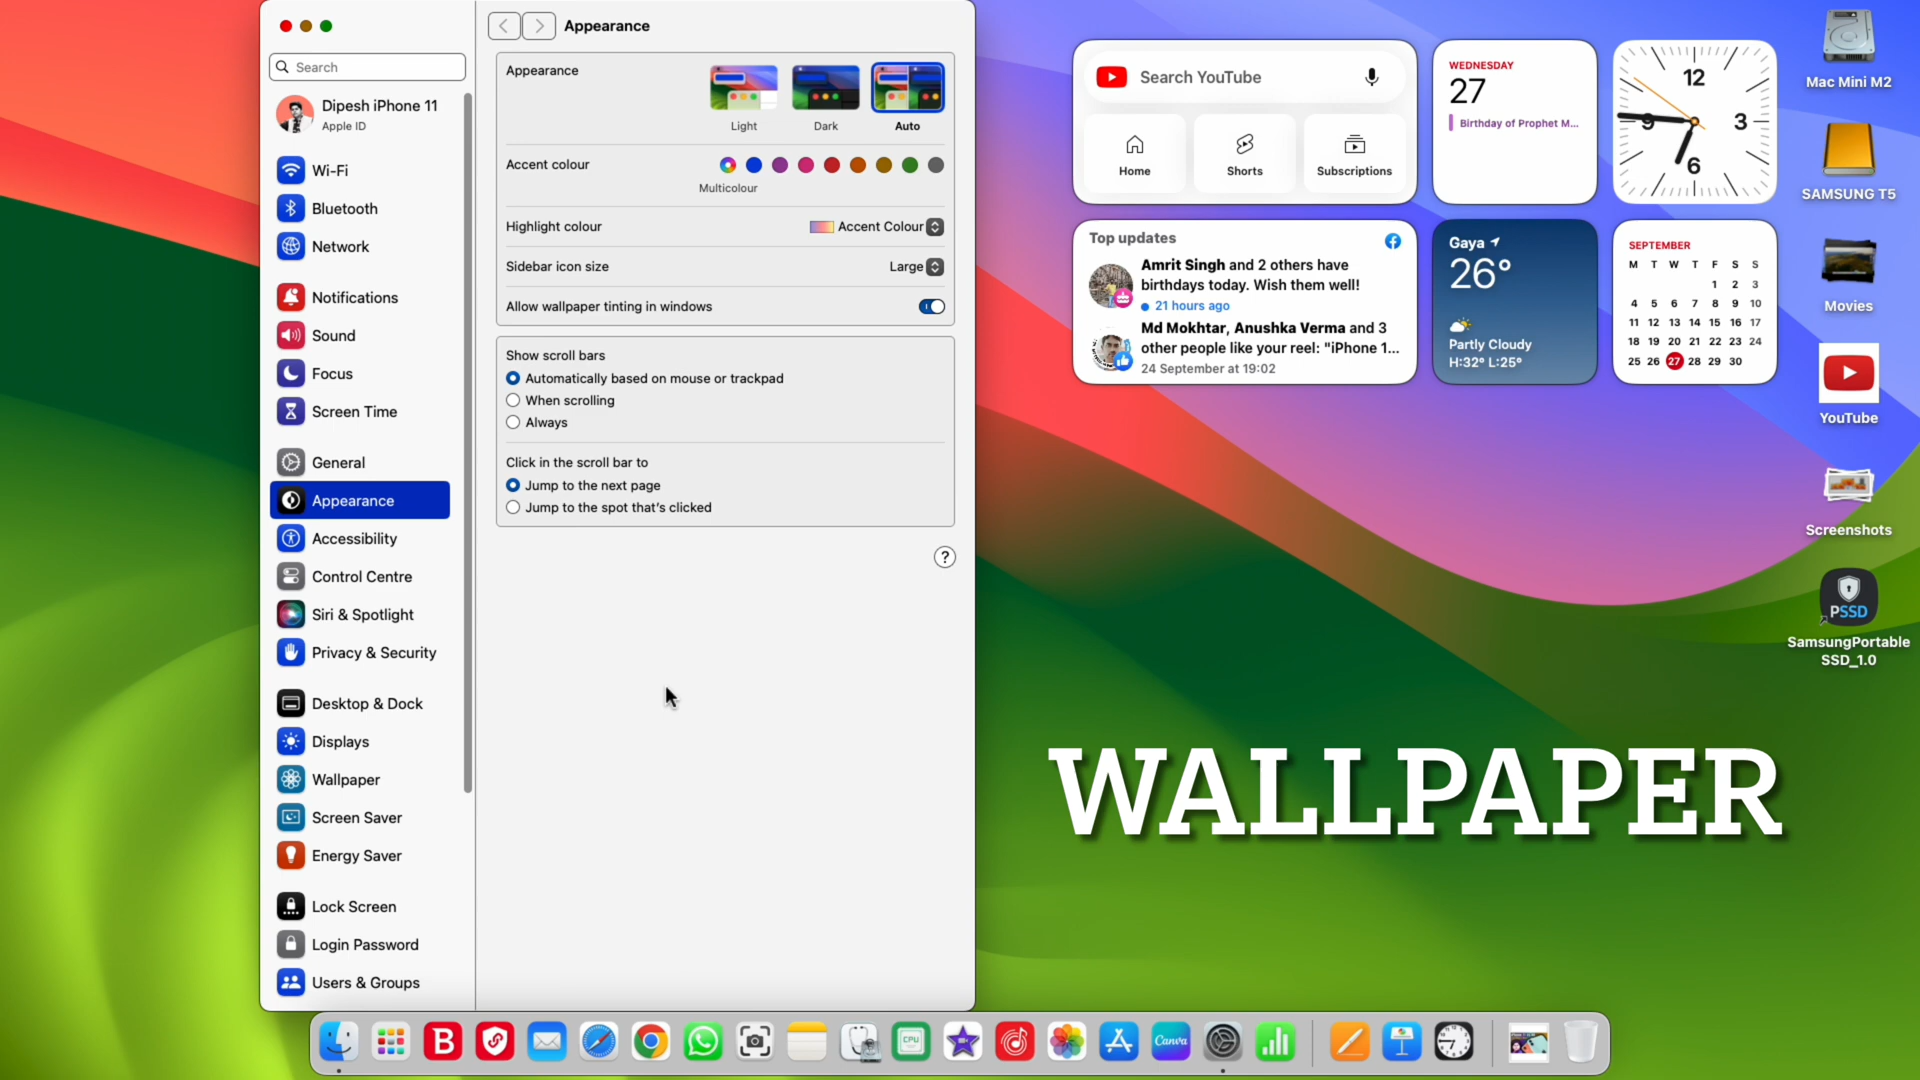 Search
Dipesh iPhone 11
Apple ID
Wi-Fi
Bluetooth
Network
Notifications
Sound
Focus
Screen Time
General
Appearance
Accessibility
Control Centre
Siri & Spotlight
Privacy & Security
Desktop & Dock
Displays
Wallpaper
Screen Saver
Energy Saver
Lock Screen
Login Password
Users & Groups
Appearance
Appearance
Light
Dark
Auto
Accent colour
Multicolour
Highlight colour
Accent Colour
Sidebar icon size
Large
Allow wallpaper tinting in windows
Show scroll bars
Automatically based on mouse or trackpad
When scrolling
Always
Click in the scroll bar to
Jump to the next page
Jump to the spot that's clicked
?
Search YouTube
Home
Shorts
Subscriptions
WEDNESDAY
27
Birthday of Prophet M...
12
3
6
9
Top updates
Amrit Singh and 2 others have
birthdays today. Wish them well!
21 hours ago
Md Mokhtar, Anushka Verma and 3
other people like your reel: "iPhone 1...
24 September at 19:02
Gaya
26°
Partly Cloudy
H:32° L:25°
SEPTEMBER
M T W T F S S
1 2 3
4 5 6 7 8 9 10
11 12 13 14 15 16 17
18 19 20 21 22 23 24
25 26 27 28 29 30
Mac Mini M2
SAMSUNG T5
Movies
YouTube
Screenshots
PSSD
SamsungPortable
SSD_1.0
WALLPAPER
B
CPU
Canva